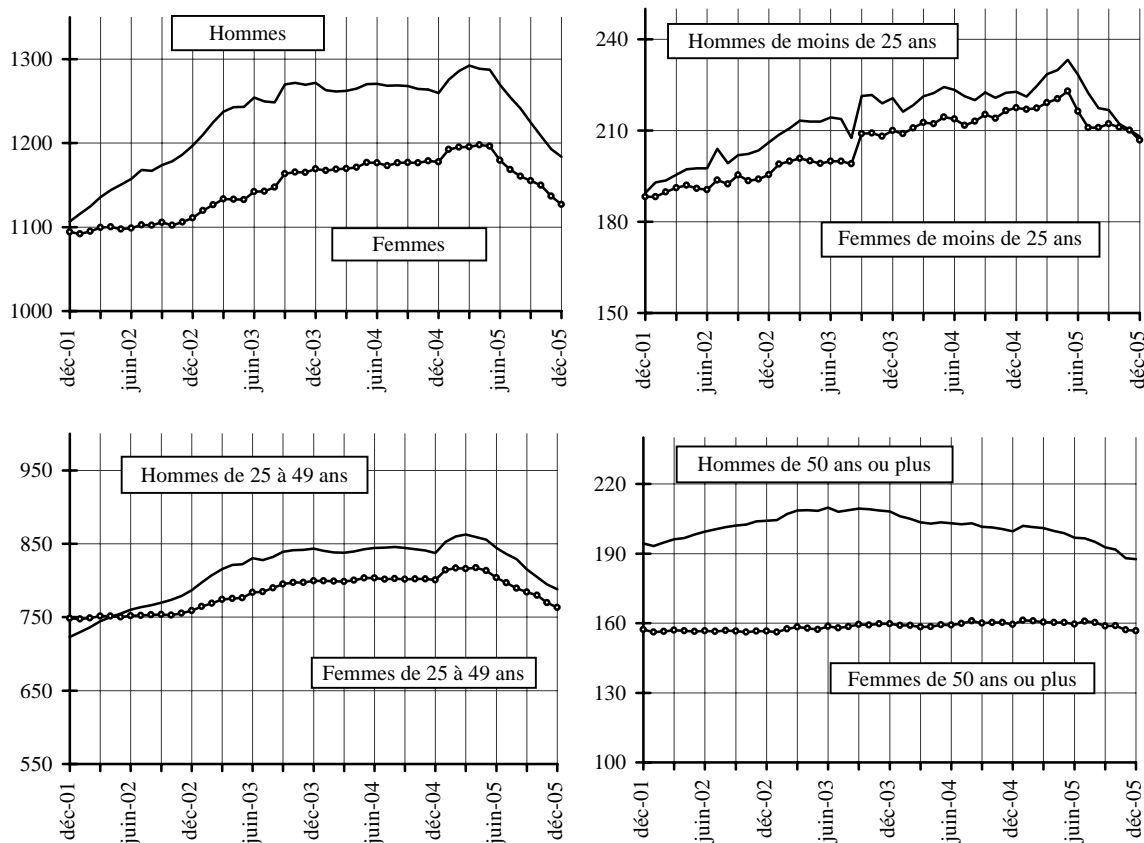 Hommes
1300
1200
1100
1000
Femmes
déc-01
juin-02
déc-02
juin-03
déc-03
juin-04
déc-04
juin-05
déc-05
Hommes de moins de 25 ans
240
210
180
150
Femmes de moins de 25 ans
déc-01
juin-02
déc-02
juin-03
déc-03
juin-04
déc-04
juin-05
déc-05
Hommes de 25 à 49 ans
950
850
750
650
550
Femmes de 25 à 49 ans
déc-01
juin-02
déc-02
juin-03
déc-03
juin-04
déc-04
juin-05
déc-05
Hommes de 50 ans ou plus
220
190
160
130
100
Femmes de 50 ans ou plus
déc-01
juin-02
déc-02
juin-03
déc-03
juin-04
déc-04
juin-05
déc-05